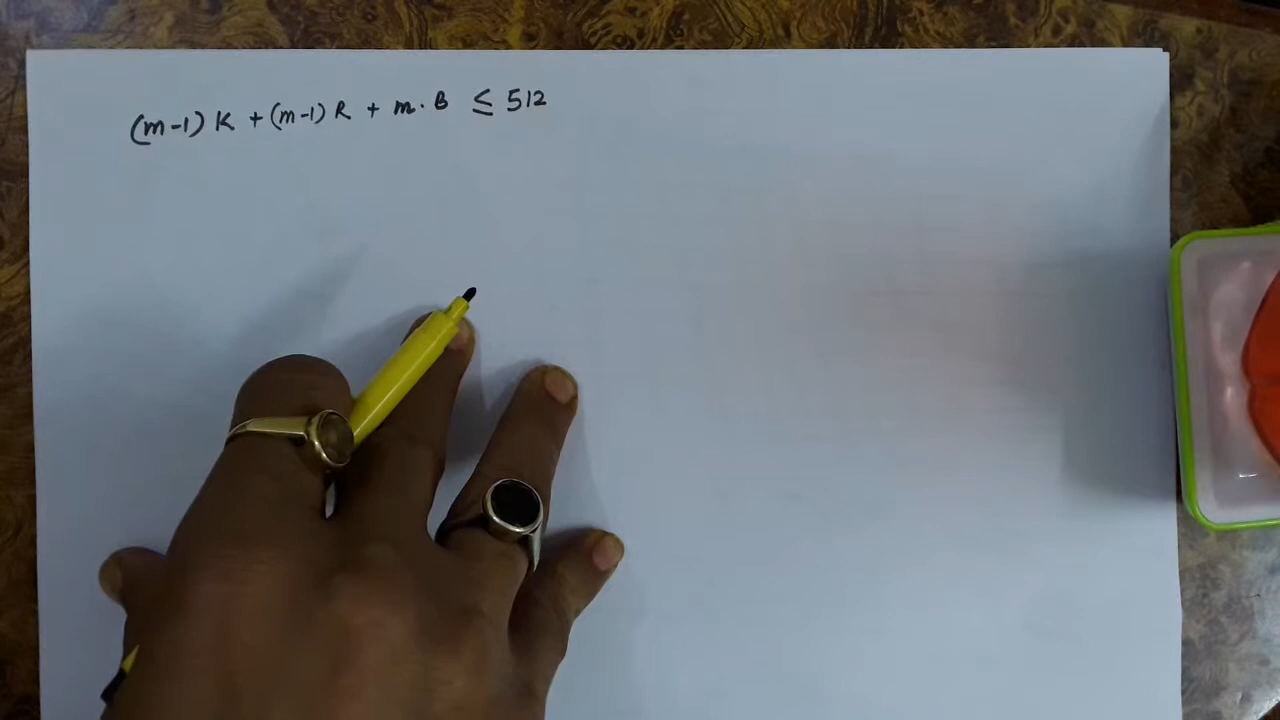 (m-1) K + (m-1) R + m. B ≤ 512